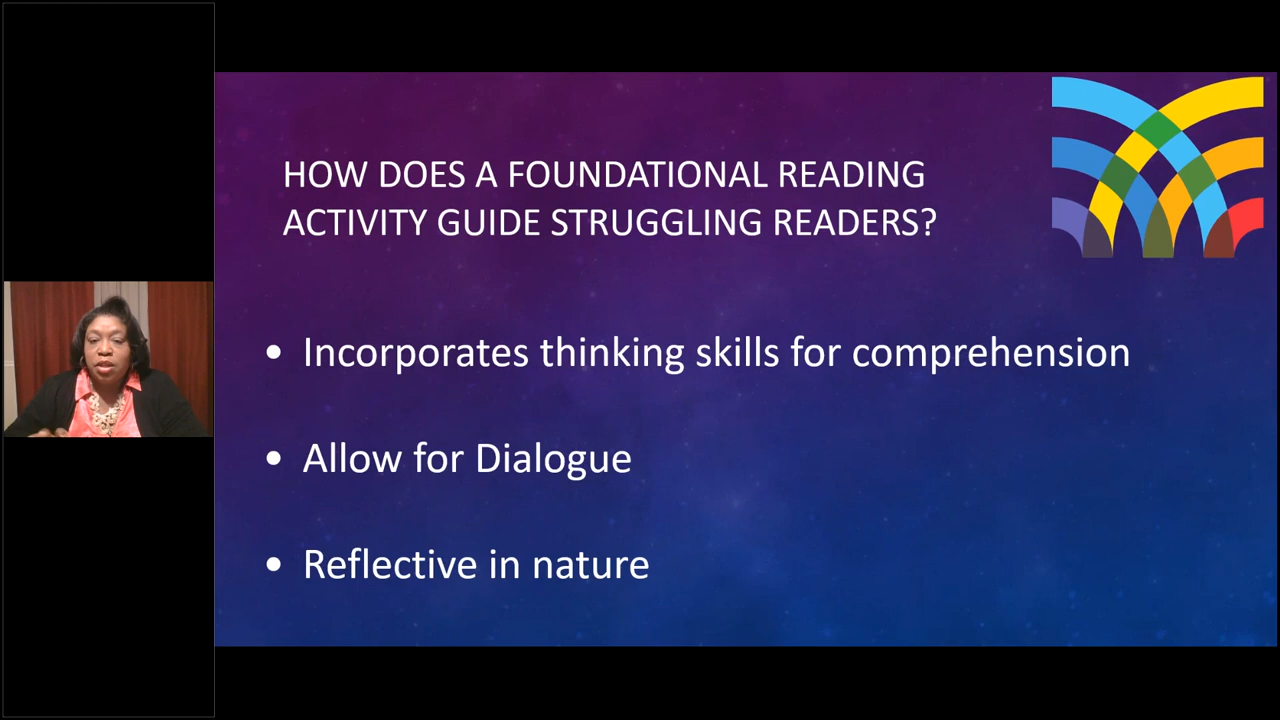 HOW DOES A FOUNDATIONAL READING
ACTIVITY GUIDE STRUGGLING READERS?
• Incorporates thinking skills for comprehension
• Allow for Dialogue
• Reflective in nature